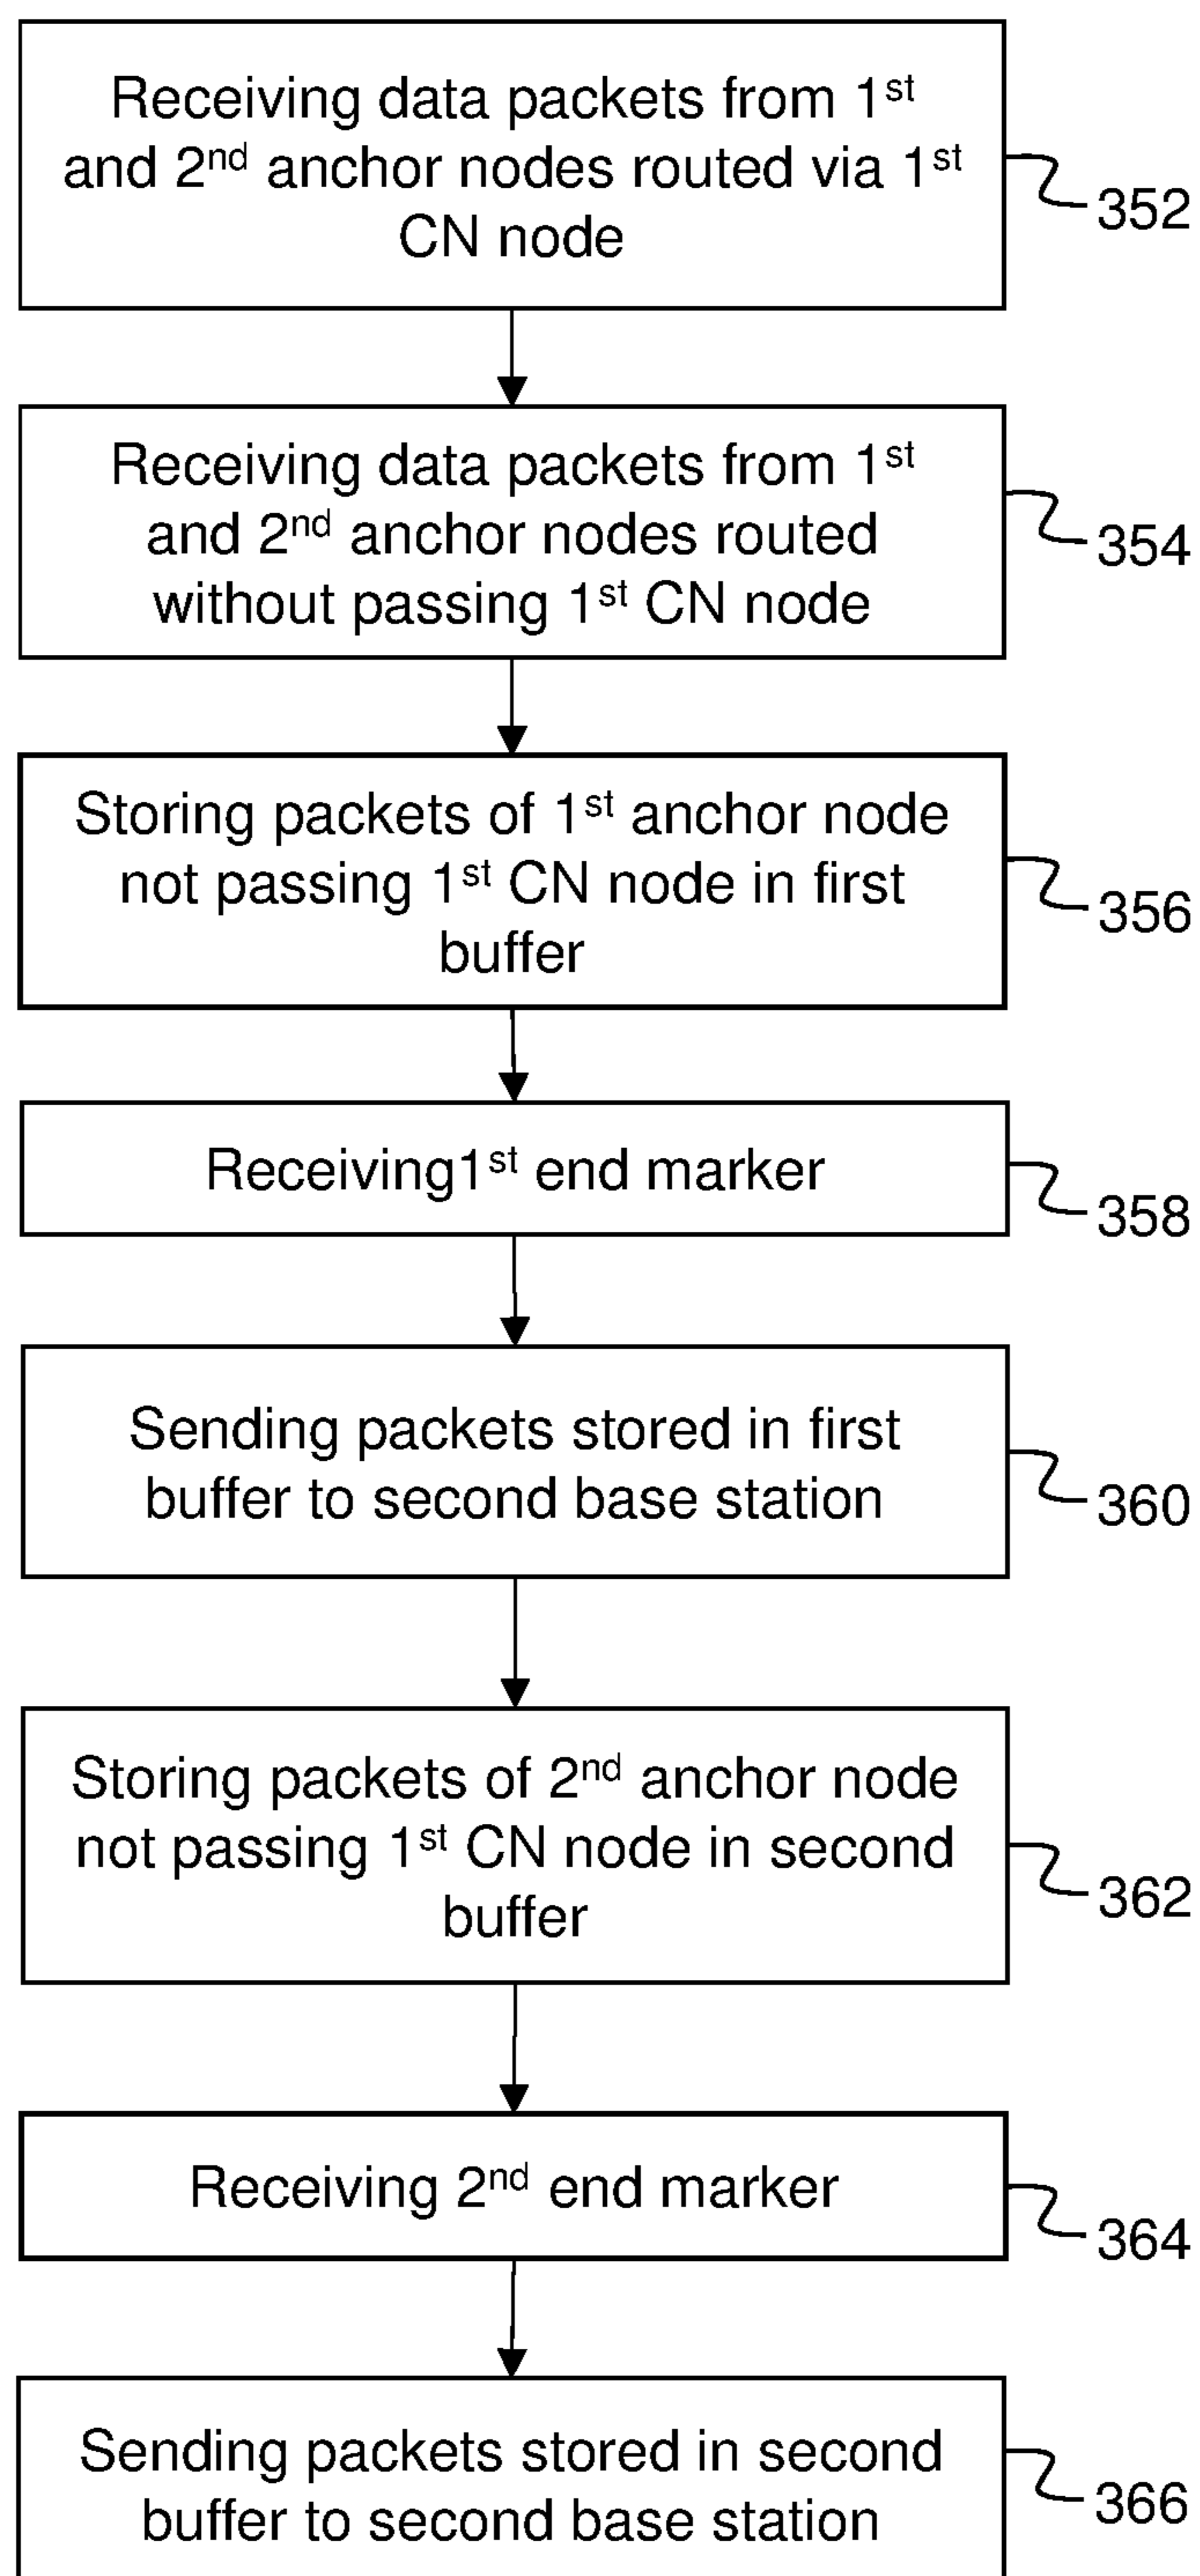 Receiving data packets from 1st
and 2nd anchor nodes routed via 1st
CN node
352
Receiving data packets from 1st
and 2nd anchor nodes routed
without passing 1st CN node
354
Storing packets of 1st anchor node
not passing 1st CN node in first
buffer
356
Receiving1st end marker
358
Sending packets stored in first
buffer to second base station
360
Storing packets of 2nd anchor node
not passing 1st CN node in second
buffer
362
Receiving 2nd end marker
364
Sending packets stored in second
buffer to second base station
366